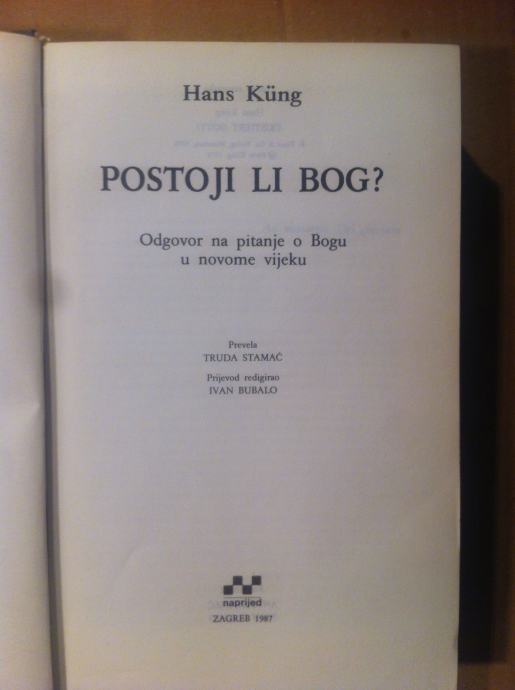 Hans Küng
POSTOJI LI BOG?
Odgovor na pitanje o Bogu
u novome vijeku
Prevela
TRUDA STAMAĆ
Prijevod redigirao
IVAN BUBALO
naprijed
ZAGREB 1987